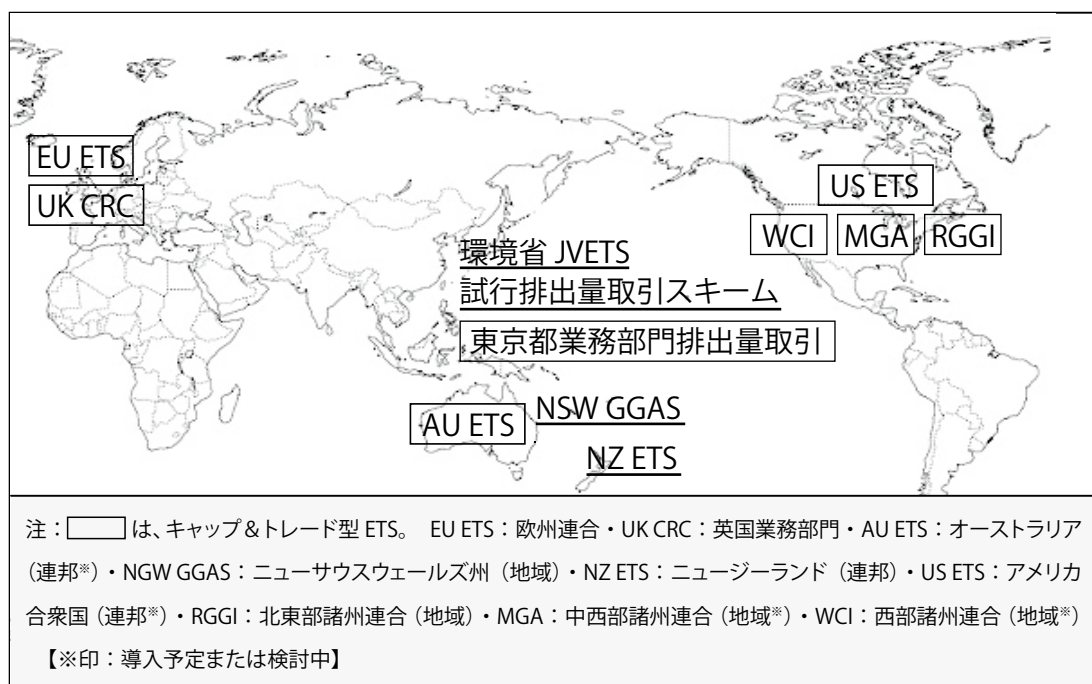 EU ETS
UK CRC
US ETS
WCI
MGA
RGGI
環境省 JVETS
試行排出量取引スキーム
東京都業務部門排出量取引
AU ETS
NSW GGAS
NZ ETS
注：は、キャップ＆トレード型 ETS。 EU ETS：欧州連合・UK CRC：英国業務部門・AU ETS：オーストラリア
（連邦※）・NGW GGAS：ニューサウスウェールズ州（地域）・NZ ETS：ニュージーランド（連邦）・US ETS：アメリカ
合衆国（連邦※）・RGGI：北東部諸州連合（地域）・MGA：中西部諸州連合（地域※）・WCI：西部諸州連合（地域※）
【※印：導入予定または検討中】